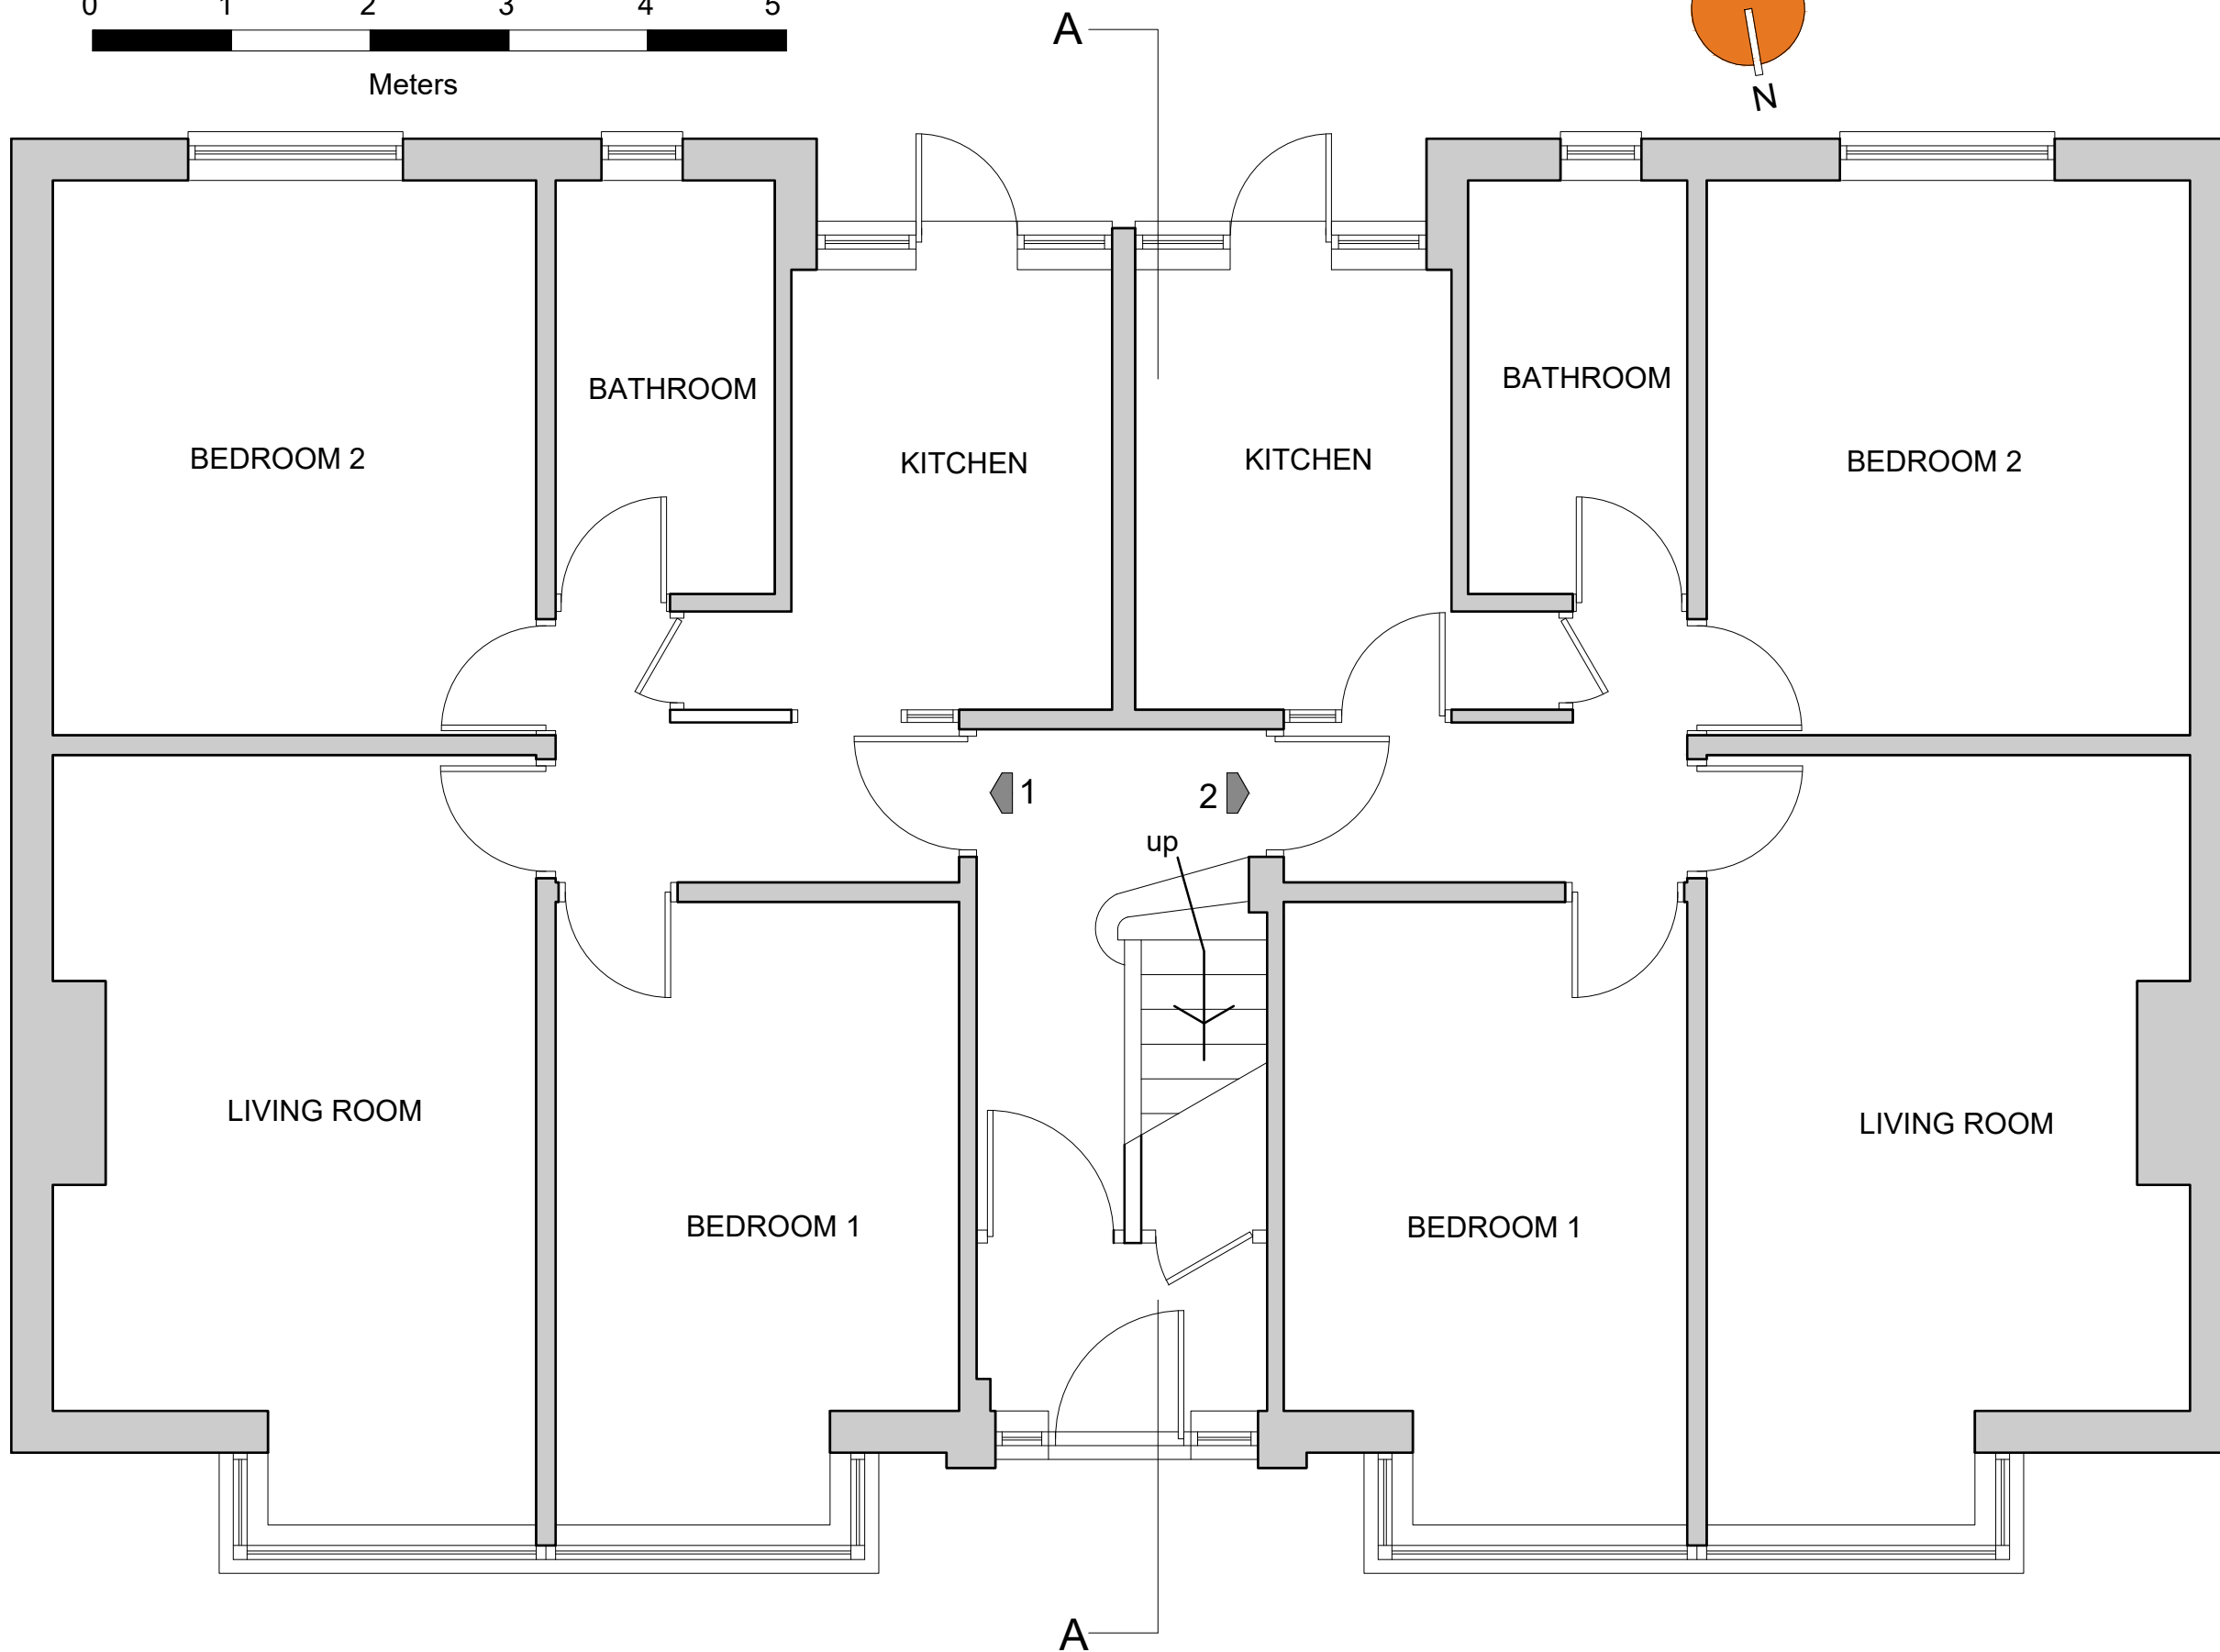 0 1 2 3 4 5
Meters
A
N
BATHROOM
BATHROOM
BEDROOM 2
KITCHEN
KITCHEN
BEDROOM 2
1
2
up
LIVING ROOM
LIVING ROOM
BEDROOM 1
BEDROOM 1
A